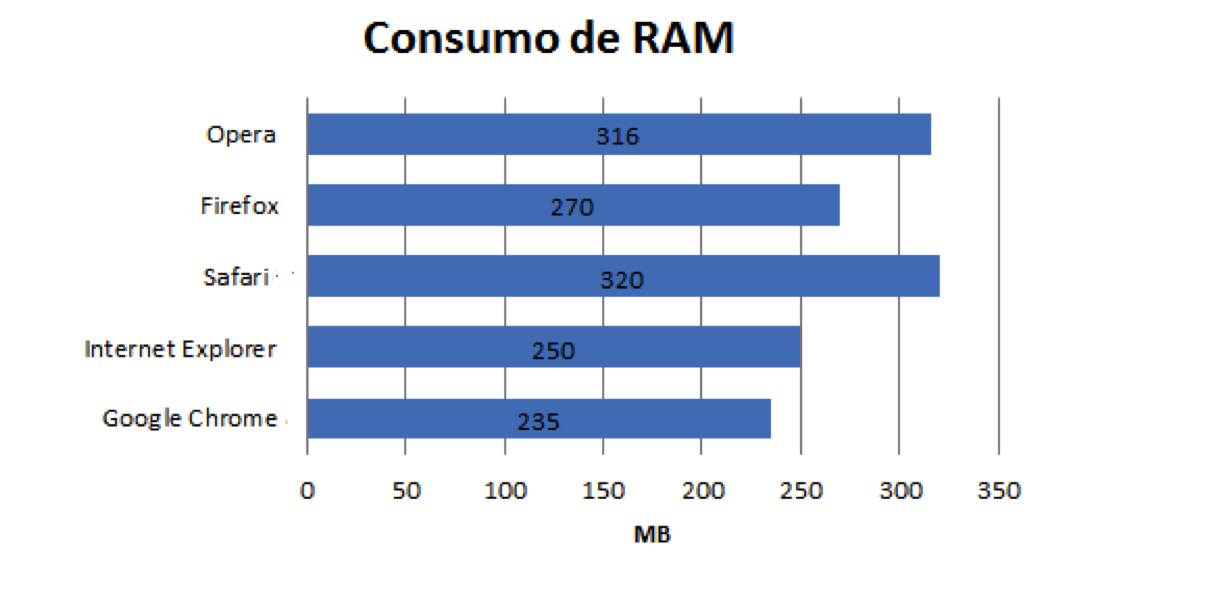 Consumo de RAM
Opera 316
Firefox 270
Safari 320
Internet Explorer 250
Google Chrome 235
0 50 100 150 200 250 300 350
MB